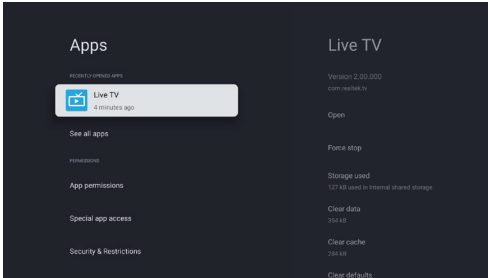 Apps
RECENTLY OPENED APPS
Live TV
4 minutes ago
See all apps
PERMISSIONS
App permissions
Special app access
Security & Restrictions
Live TV
Version 2.00.000
com.realtek.tv
Open
Force stop
Storage used
127 kB used in Internal shared storage
Clear data
394 kB
Clear cache
394 kB
Clear defaults